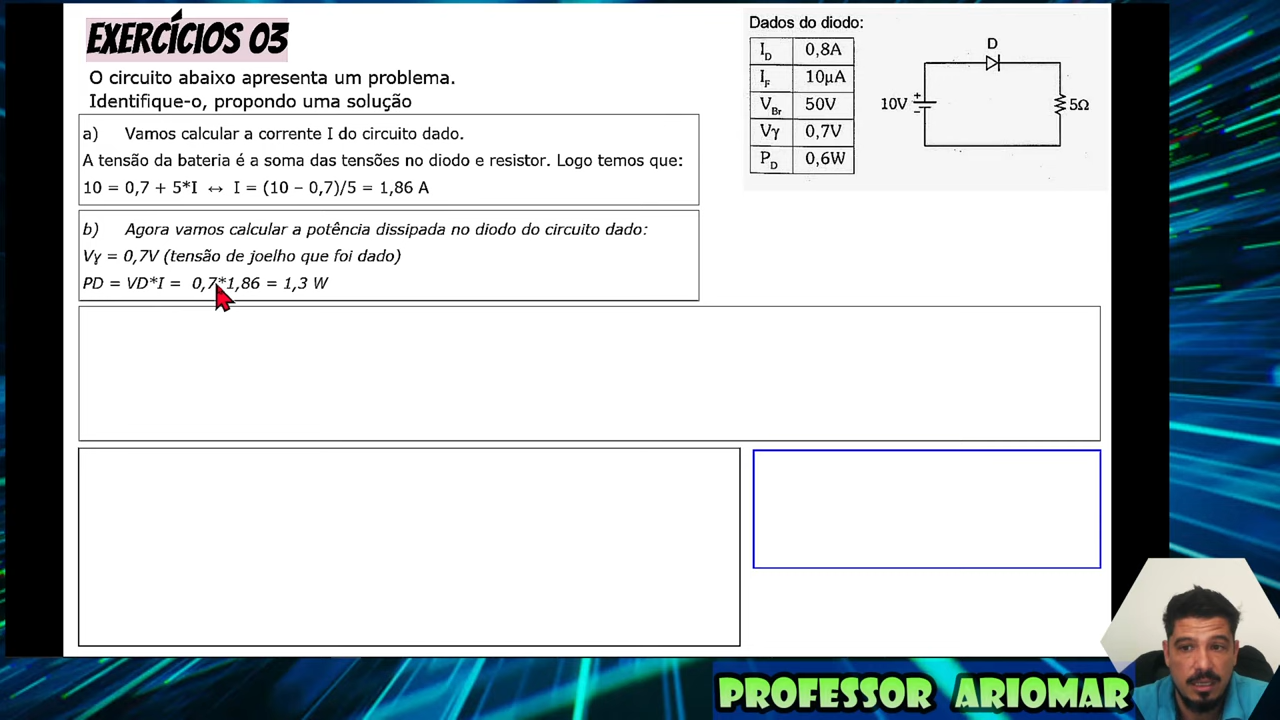 EXERCÍCIOS 03
O circuito abaixo apresenta um problema.
Identifique-o, propondo uma solução
a) Vamos calcular a corrente I do circuito dado.
A tensão da bateria é a soma das tensões no diodo e resistor. Logo temos que:
10 = 0,7 + 5*I ↔ I = (10 – 0,7)/5 = 1,86 A
b) Agora vamos calcular a potência dissipada no diodo do circuito dado:
Vγ = 0,7V (tensão de joelho que foi dado)
PD = VD*I = 0,7*1,86 = 1,3 W
Dados do diodo:
I_D 0,8A
I_F 10μA
V_Br 50V
Vγ 0,7V
P_D 0,6W
D
10V
+
–
5Ω
PROFESSOR ARIOMAR